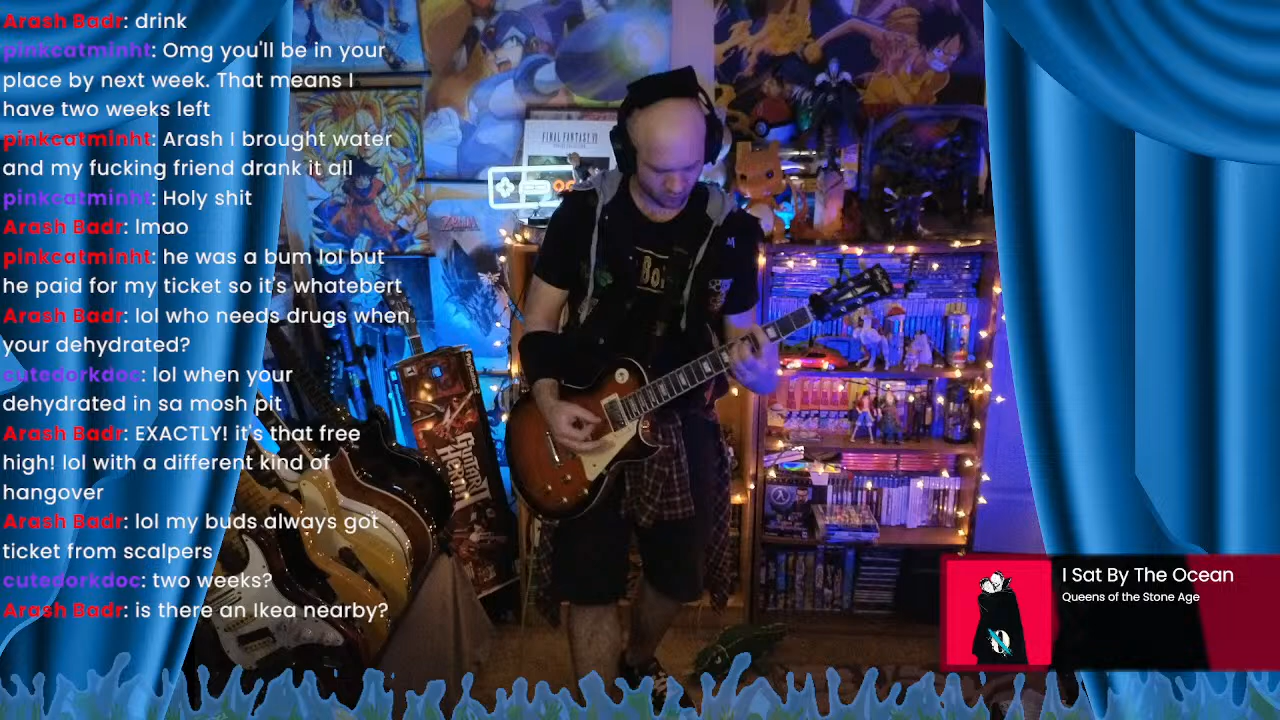 Arash Badr: drink
pinkcatminht: Omg you'll be in your
place by next week. That means I
have two weeks left
pinkcatminht: Arash I brought water
and my fucking friend drank it all
pinkcatminht: Holy shit
Arash Badr: lmao
pinkcatminht: he was a bum lol but
he paid for my ticket so it's whatebert
Arash Badr: lol who needs drugs when
your dehydrated?
cutedorkdoc: lol when your
dehydrated in sa mosh pit
Arash Badr: EXACTLY! it's that free
high! lol with a different kind of
hangover
Arash Badr: lol my buds always got
ticket from scalpers
cutedorkdoc: two weeks?
Arash Badr: is there an Ikea nearby?
FINAL FANTASY VII
ZELDA
GUITAR
HERO
I Sat By The Ocean
Queens of the Stone Age